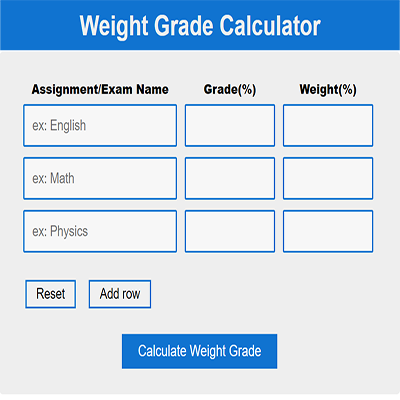 Weight Grade Calculator
Assignment/Exam Name Grade(%) Weight(%)
ex: English
ex: Math
ex: Physics
Reset Add row
Calculate Weight Grade